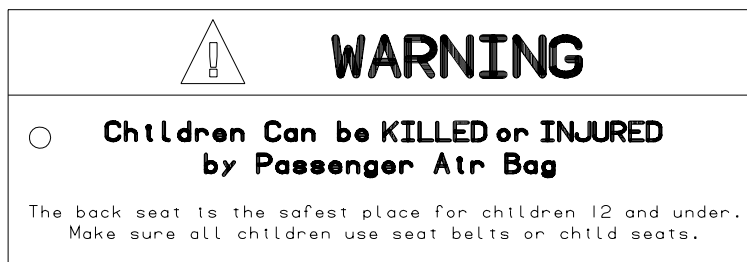 WARNING
Children Can be KILLED or INJURED
by Passenger Air Bag
The back seat is the safest place for children 12 and under.
Make sure all children use seat belts or child seats.